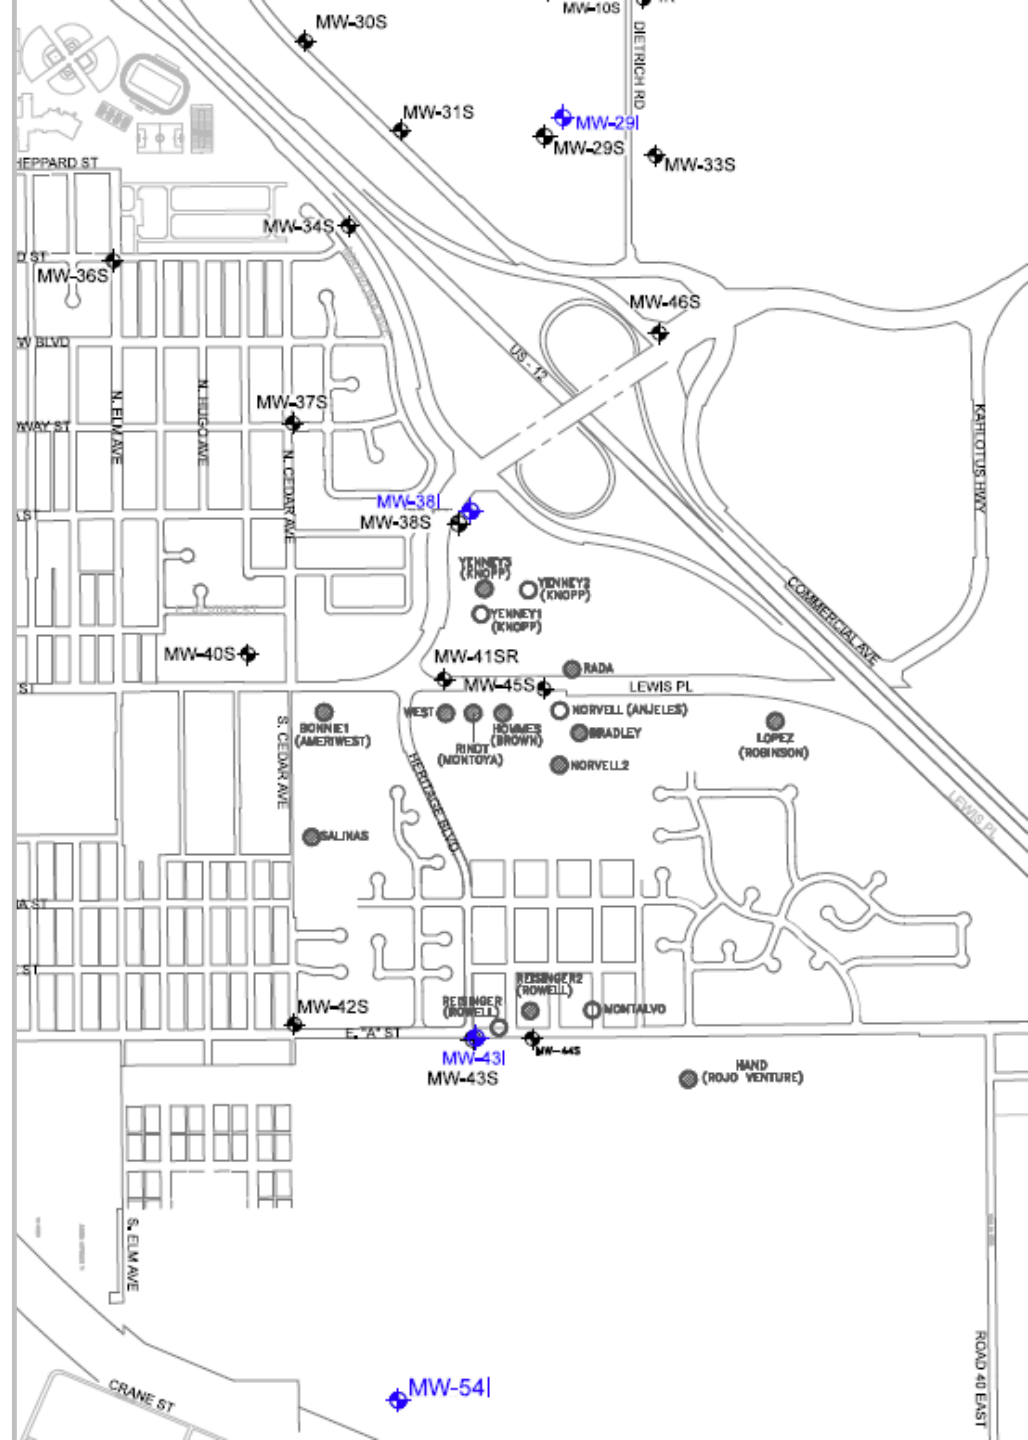 MW-30S
MW-10S
DIETRICH RD
MW-31S
MW-29I
MW-29S
MW-33S
HEPPARD ST
MW-34S
D ST
MW-36S
MW-46S
W BLVD
US - 12
N. ELM AVE
N. HUGO AVE
MW-37S
DWAY ST
KAHLOTUS HWY
N. CEDAR AVE
MW-38I
MW-38S
YENNEY3
(KNOPP)
YENNEY2
(KNOPP)
YENNEY1
(KNOPP)
COMMERCIAL AVE
MW-40S
MW-41SR
RADA
MW-45S
LEWIS PL
ST
WEST
NORVELL (ANJELES)
BONNIE1
(AMERIWEST)
HOMMES
(BROWN)
BRADLEY
LOPEZ
(ROBINSON)
(MONTOYA)
S. CEDAR AVE
HERITAGE BLVD
NORVELL2
LEWIS PL
SALINAS
A ST
ST
REISINGER2
(ROWELL)
REISINGER
(ROWELL)
MONTALVO
MW-42S
E. "A" ST
MW-43I
MW-44S
MW-43S
HAND
(ROJO VENTURE)
S. ELM AVE
ROAD 40 EAST
CRANE ST
MW-54I